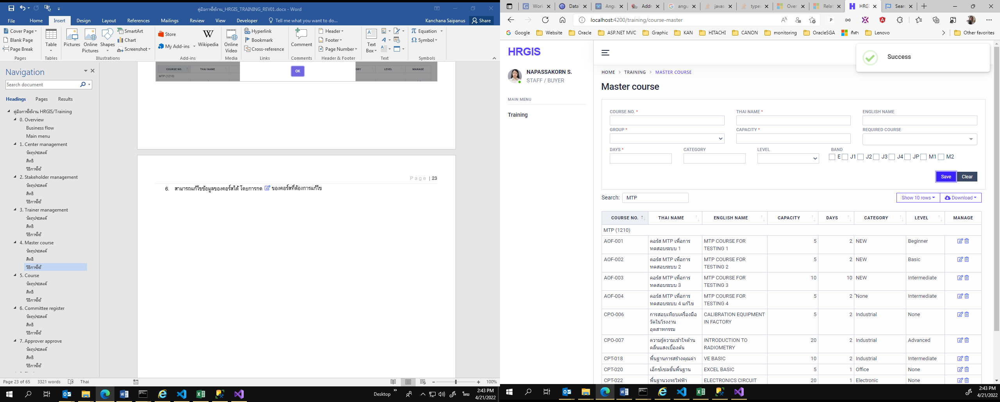 คู่มือการใช้งาน_HRGIS_TRAINING_REV01.docx - Word
File Home Insert Design Layout References Mailings Review View Developer Tell me what you want to do... Kanchana Saipanus Share
Cover Page
Blank Page
Page Break
Pages
Table
Tables
Pictures
Online Pictures
Shapes
SmartArt
Chart
Screenshot
Illustrations
Store
My Add-ins
Wikipedia
Add-ins
Online Video
Media
Hyperlink
Bookmark
Cross-reference
Links
Comment
Comments
Header
Footer
Page Number
Header & Footer
Text Box
Text
Equation
Symbol
Symbols
Navigation
Search document
Headings Pages Results
คู่มือการใช้งาน HRGIS/Training
0. Overview
Business flow
Main menu
1. Center management
วัตถุประสงค์
สิทธิ
วิธีการใช้
2. Stakeholder management
วัตถุประสงค์
สิทธิ
วิธีการใช้
3. Trainer management
วัตถุประสงค์
สิทธิ
วิธีการใช้
4. Master course
วัตถุประสงค์
สิทธิ
วิธีการใช้
5. Course
วัตถุประสงค์
สิทธิ
วิธีการใช้
6. Committee register
วัตถุประสงค์
สิทธิ
วิธีการใช้
7. Approver approve
วัตถุประสงค์
สิทธิ
วิธีการใช้
COURSE NO. THAI NAME ORY LEVEL MANAGE
MTP (1210)
OK
Page | 23
6. สามารถแก้ไขข้อมูลของคอร์สได้ โดยการกด ของคอร์สที่ต้องการแก้ไข
Page 23 of 65 3321 words Thai 100%
Desktop ไทย 2:43 PM
4/21/2022
Work Data Angu Addr angu javas types Over Relat HRGI Searc
localhost:4200/training/course-master
Google Website Oracle ASP.NET MVC Graphic KAN HITACHI CANON monitoring OracleSGA กีฬา Lenovo Other favorites
HRGIS
NAPASSAKORN S.
STAFF / BUYER
MAIN MENU
Training
Success
HOME > TRAINING > MASTER COURSE
Master course
COURSE NO. * THAI NAME * ENGLISH NAME
GROUP * CAPACITY * REQUIRED COURSE
DAYS * CATEGORY LEVEL BAND
E J1 J2 J3 J4 JP M1 M2
Save Clear
Search: MTP Show 10 rows Download
COURSE NO. THAI NAME ENGLISH NAME CAPACITY DAYS CATEGORY LEVEL MANAGE
MTP (1210)
AOF-001 คอร์ส MTP เพื่อการทดสอบระบบ 1 MTP COURSE FOR TESTING 1 5 2 NEW Beginner
AOF-002 คอร์ส MTP เพื่อการทดสอบระบบ 2 MTP COURSE FOR TESTING 2 5 2 NEW Basic
AOF-003 คอร์ส MTP เพื่อการทดสอบระบบ 3 MTP COURSE FOR TESTING 3 10 10 NEW Intermediate
AOF-004 คอร์ส MTP เพื่อการทดสอบระบบ 4 แก้ไข MTP COURSE FOR TESTING 4 5 2 ์None Intermediate
CPO-006 การสอบเทียบเครื่องมือวัดในโรงงานอุตสาหกรรม CALIBRATION EQUIPMENT IN FACTORY 5 2 Industrial None
CPO-007 ความรู้ความเข้าใจด้านคลื่นแสงเบื้องต้น INTRODUCTION TO RADIOMETRY 20 2 Industrial Advanced
CPT-018 พื้นฐานการสร้างคุณค่า VE BASIC 10 2 Industrial Intermediate
CPT-020 เอ็กซ์เซลขั้นพื้นฐาน EXCEL BASIC 5 1 Office None
CPT-022 พื้นฐานวงจรไฟฟ้า ELECTRONICS CIRCUIT 20 1 Electronic None
2:43 PM
4/21/2022